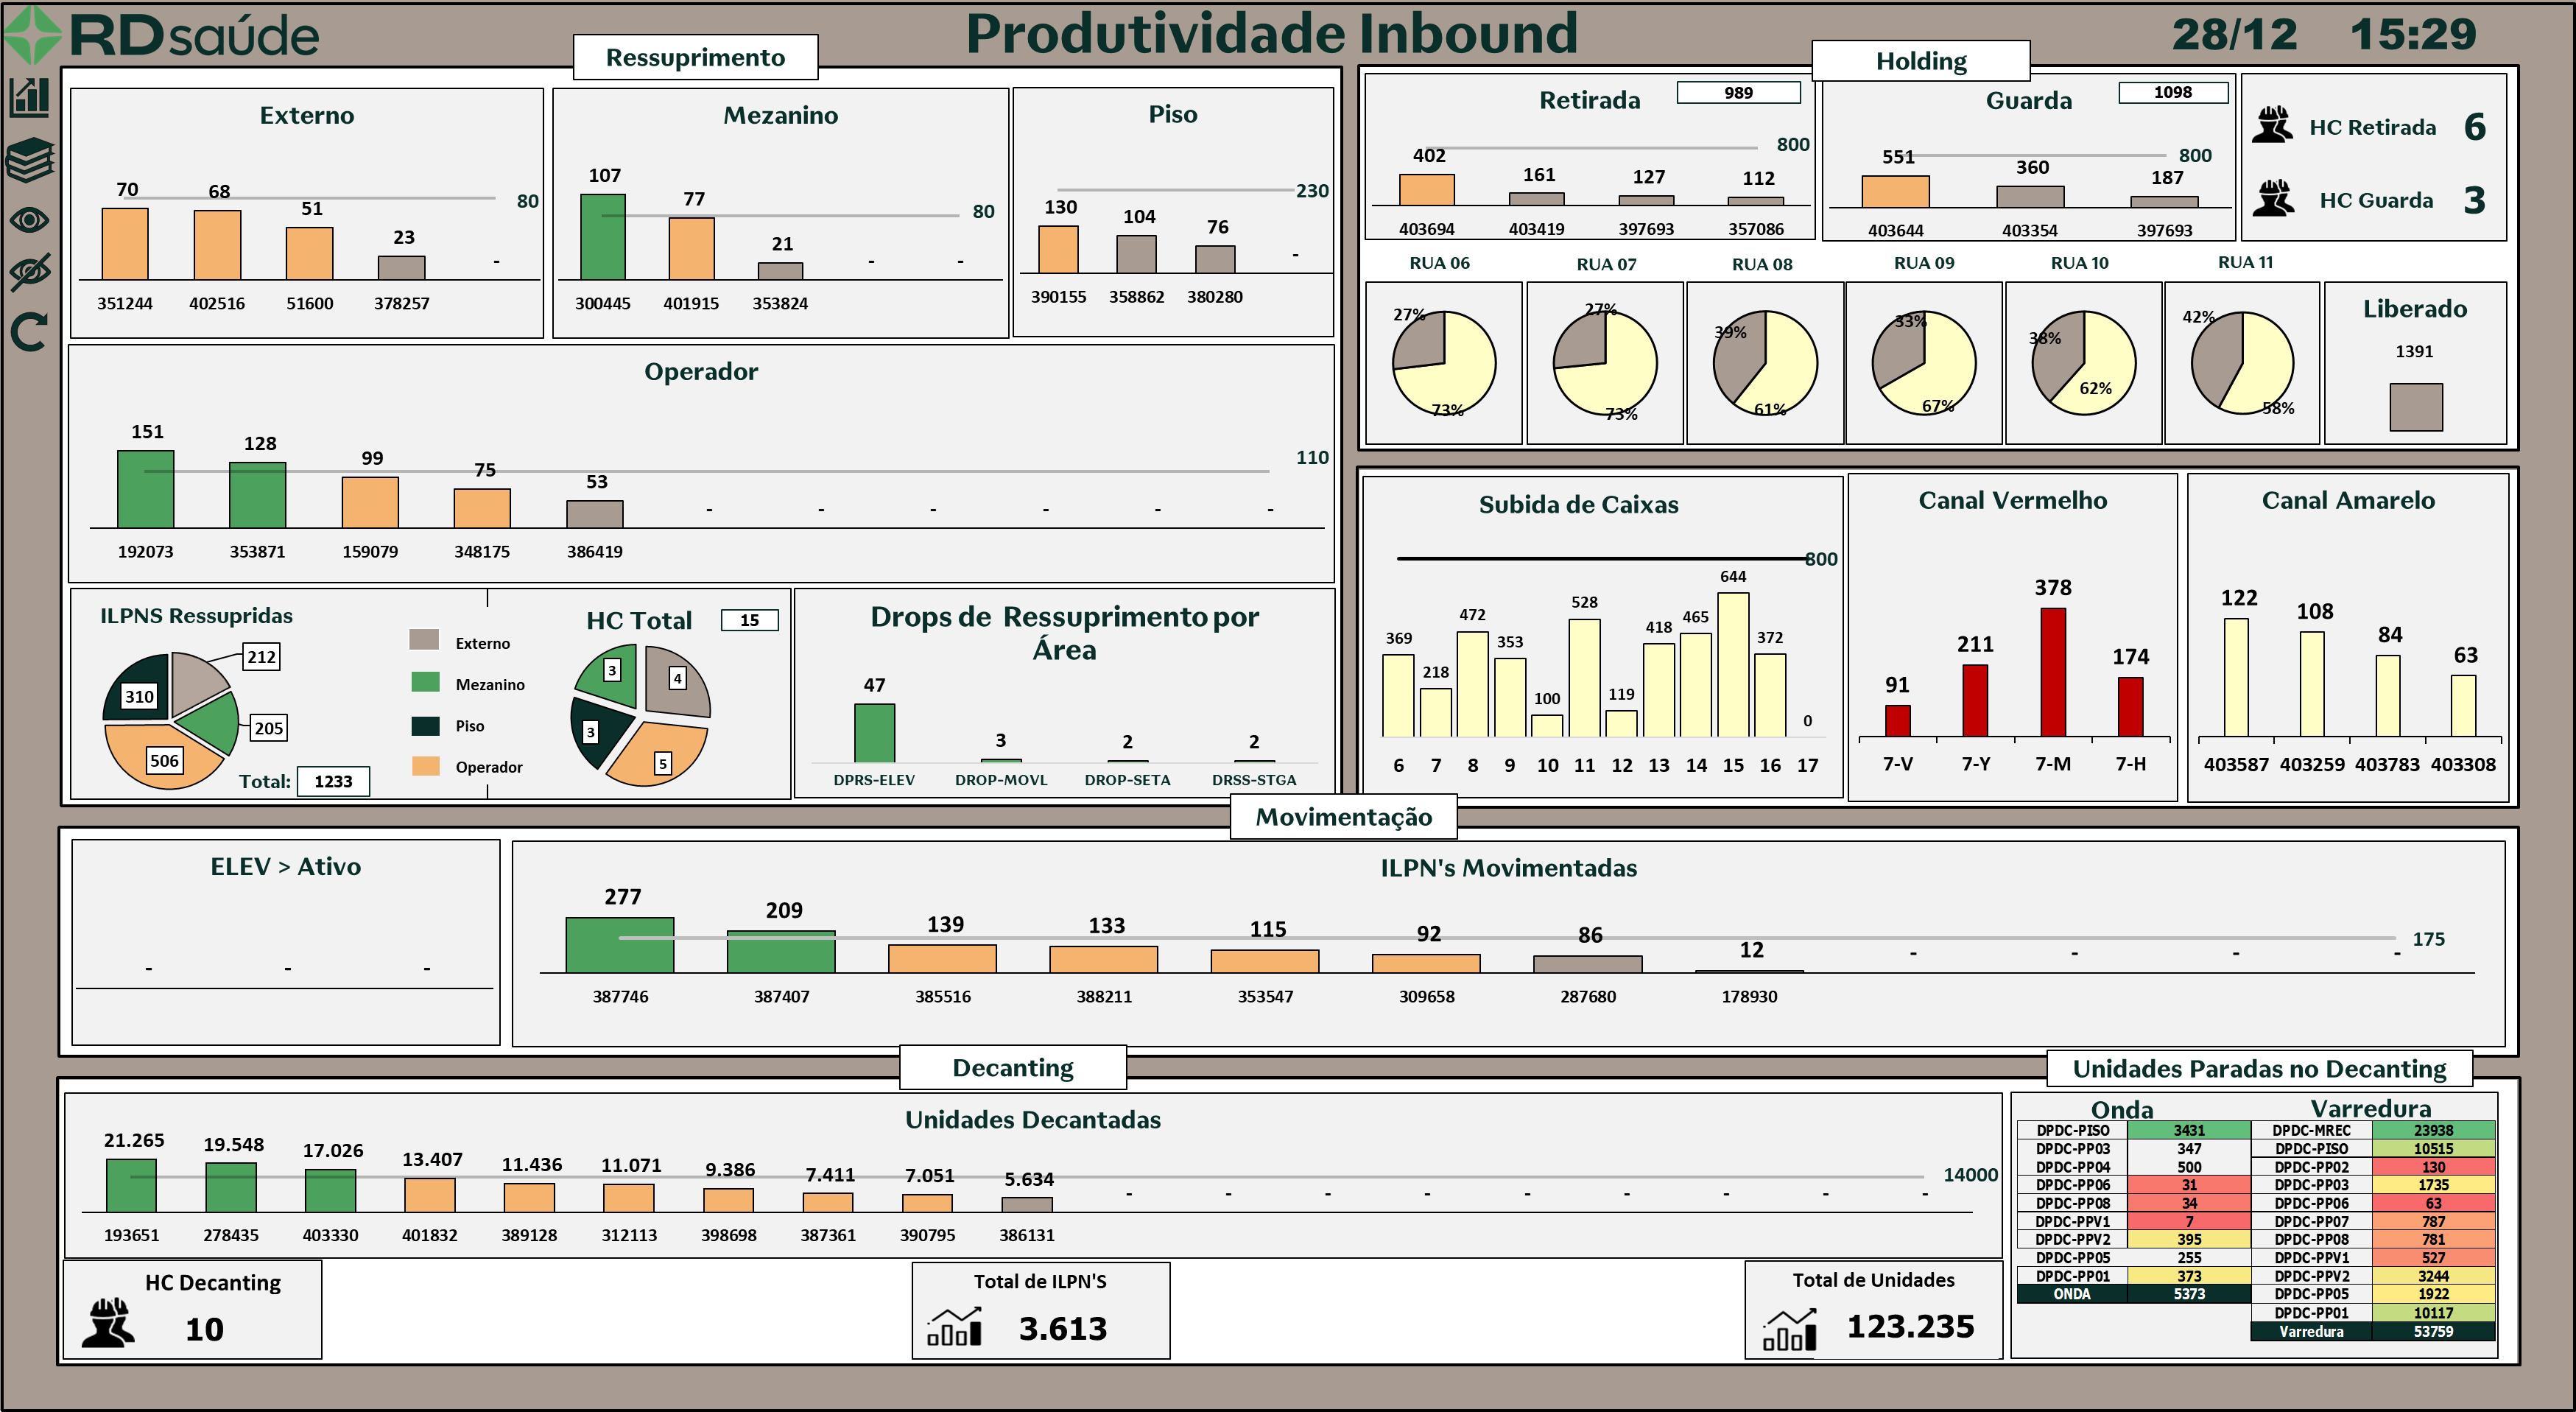 RDsaúde
Produtividade Inbound
28/12 15:29
Ressuprimento
Externo
70 68 51 23 -
80
351244 402516 51600 378257
Mezanino
107 77 21 - -
80
300445 401915 353824
Piso
130 104 76 -
230
390155 358862 380280
Operador
151 128 99 75 53 - - - - - -
110
192073 353871 159079 348175 386419
ILPNS Ressupridas
212
310
205
506
Total: 1233
Externo
Mezanino
Piso
Operador
HC Total 15
3 4
3
5
Drops de Ressuprimento por
Área
47 3 2 2
DPRS-ELEV DROP-MOVL DROP-SETA DRSS-STGA
Holding
Retirada 989
402 161 127 112
800
403694 403419 397693 357086
Guarda 1098
551 360 187
800
403644 403354 397693
HC Retirada 6
HC Guarda 3
RUA 06 RUA 07 RUA 08 RUA 09 RUA 10 RUA 11
27% 27% 39% 33% 38% 42%
73% 73% 61% 67% 62% 58%
Liberado
1391
Subida de Caixas
800
369 218 472 353 100 528 119 418 465 644 372 0
6 7 8 9 10 11 12 13 14 15 16 17
Canal Vermelho
91 211 378 174
7-V 7-Y 7-M 7-H
Canal Amarelo
122 108 84 63
403587 403259 403783 403308
Movimentação
ELEV > Ativo
- - -
ILPN's Movimentadas
277 209 139 133 115 92 86 12 - - - -
175
387746 387407 385516 388211 353547 309658 287680 178930
Decanting
Unidades Decantadas
21.265 19.548 17.026 13.407 11.436 11.071 9.386 7.411 7.051 5.634 - - - - - - - - -
14000
193651 278435 403330 401832 389128 312113 398698 387361 390795 386131
HC Decanting
10
Total de ILPN'S
3.613
Total de Unidades
123.235
Unidades Paradas no Decanting
Onda Varredura
DPDC-PISO 3431 DPDC-MREC 23938
DPDC-PP03 347 DPDC-PISO 10515
DPDC-PP04 500 DPDC-PP02 130
DPDC-PP06 31 DPDC-PP03 1735
DPDC-PP08 34 DPDC-PP06 63
DPDC-PPV1 7 DPDC-PP07 787
DPDC-PPV2 395 DPDC-PP08 781
DPDC-PP05 255 DPDC-PPV1 527
DPDC-PP01 373 DPDC-PPV2 3244
ONDA 5373 DPDC-PP05 1922
DPDC-PP01 10117
Varredura 53759